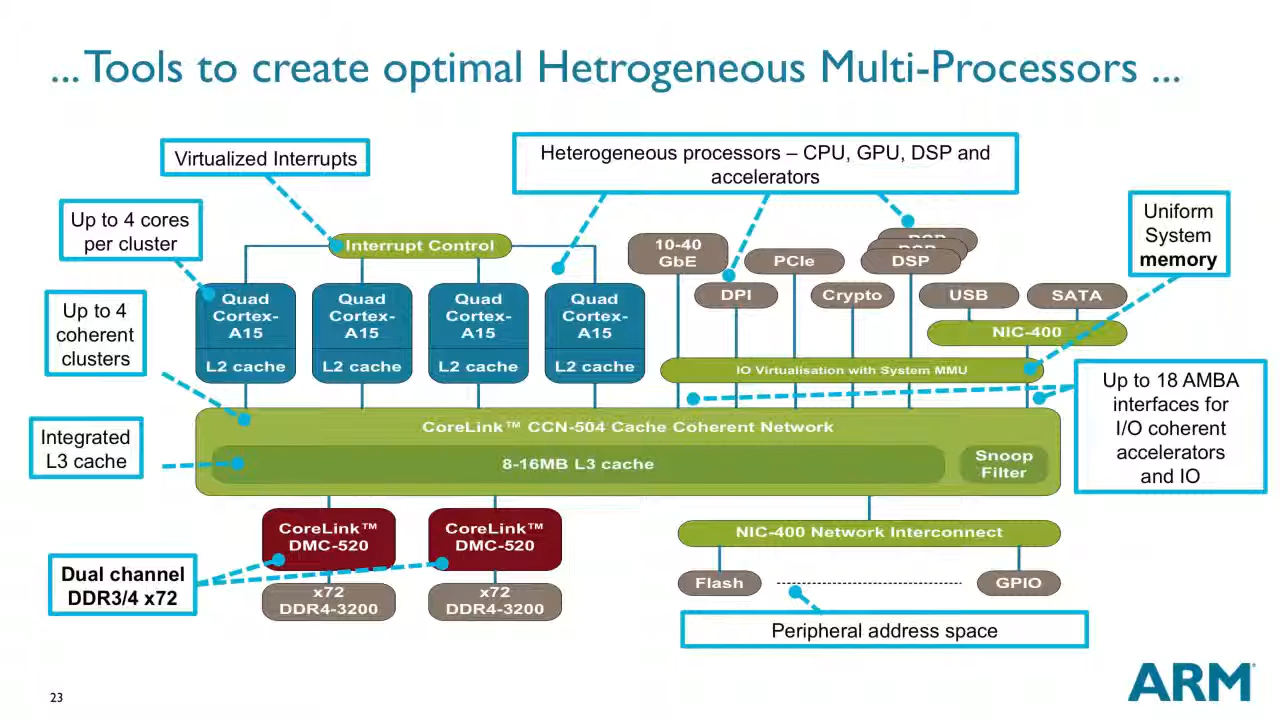 ... Tools to create optimal Hetrogeneous Multi-Processors ...
Virtualized Interrupts
Heterogeneous processors – CPU, GPU, DSP and
accelerators
Up to 4 cores
per cluster
Uniform
System
memory
Interrupt Control
10-40
GbE
PCIe
DSP
DSP
DSP
DPI
Crypto
USB
SATA
NIC-400
Up to 4
coherent
clusters
Quad
Cortex-
A15
L2 cache
Quad
Cortex-
A15
L2 cache
Quad
Cortex-
A15
L2 cache
Quad
Cortex-
A15
L2 cache
IO Virtualisation with System MMU
Up to 18 AMBA
interfaces for
I/O coherent
accelerators
and IO
Integrated
L3 cache
CoreLink™ CCN-504 Cache Coherent Network
8-16MB L3 cache
Snoop
Filter
CoreLink™
DMC-520
CoreLink™
DMC-520
NIC-400 Network Interconnect
Dual channel
DDR3/4 x72
x72
DDR4-3200
x72
DDR4-3200
Flash
GPIO
Peripheral address space
23
ARM